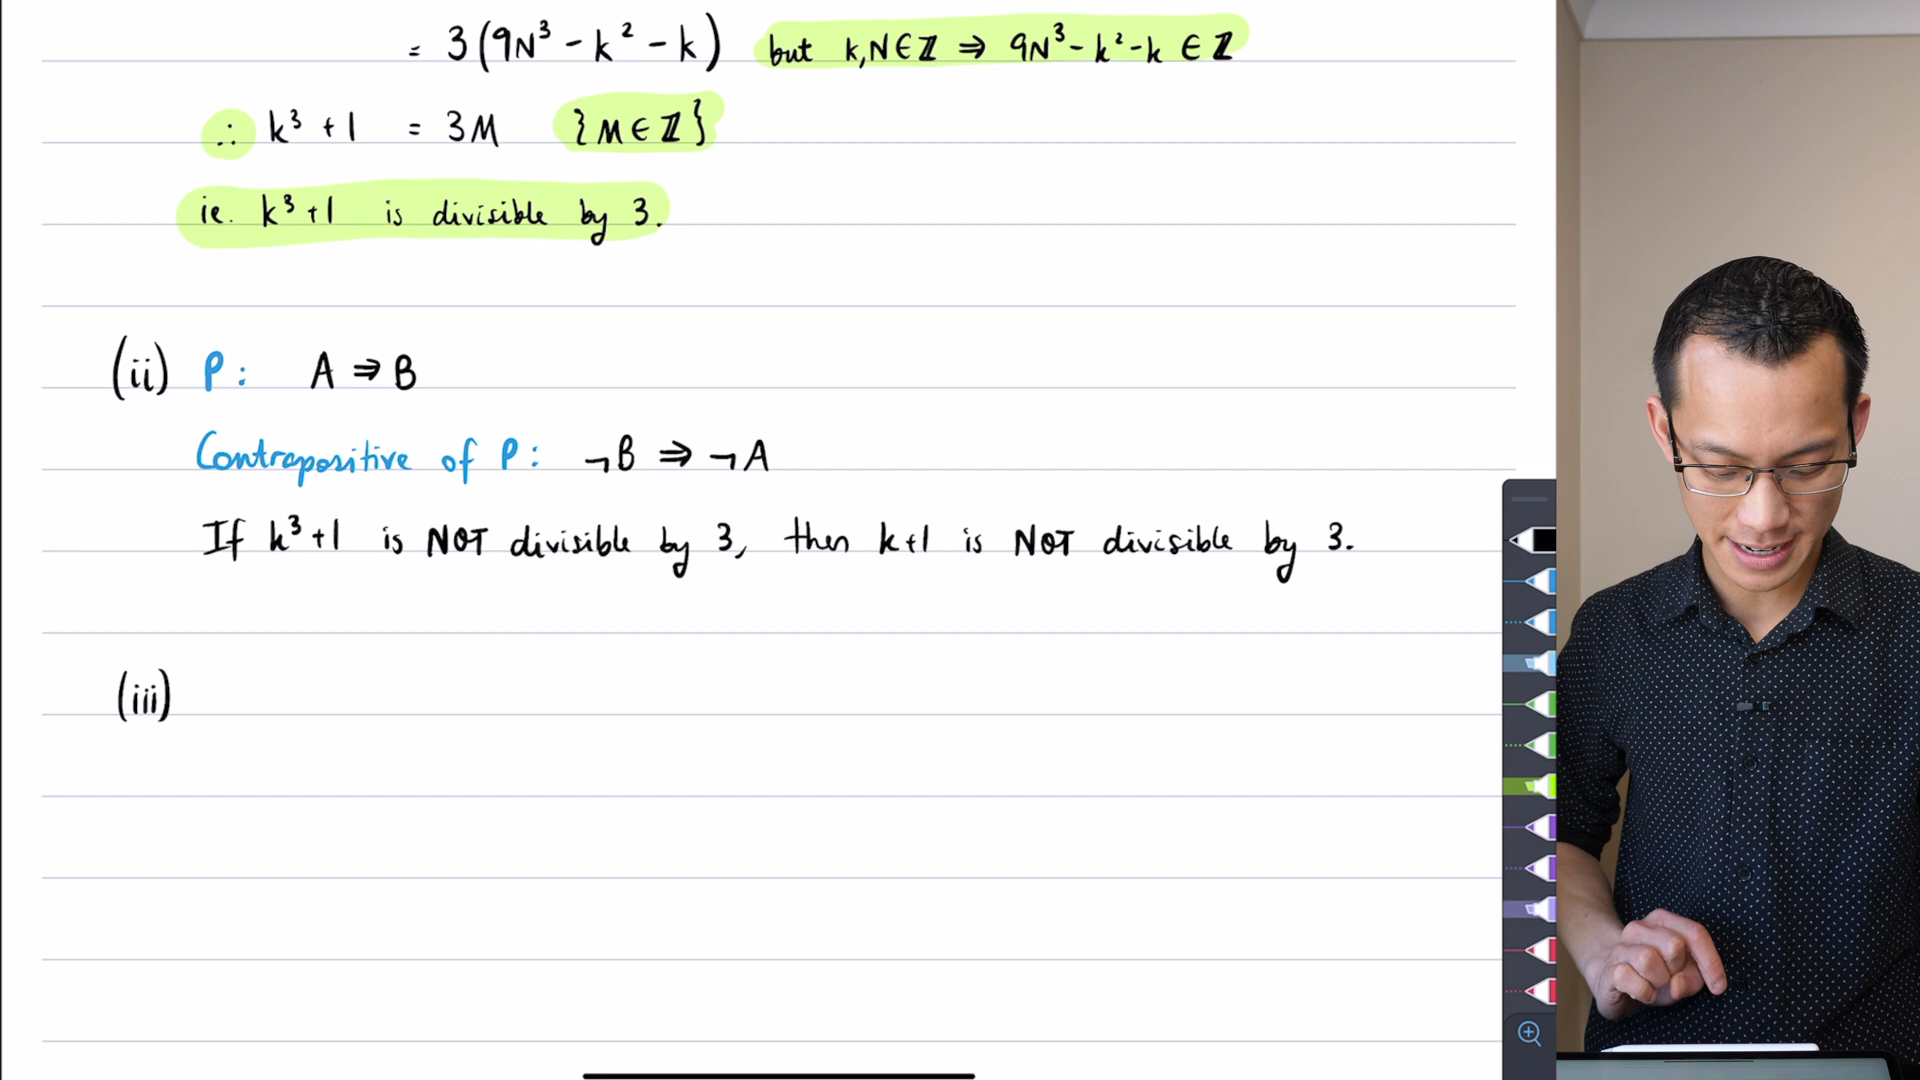 = 3(9N³ - k² - k) but k, N ∈ ℤ ⇒ 9N³ - k² - k ∈ ℤ
∴ k³ + 1 = 3M {M ∈ ℤ}
ie. k³ + 1 is divisible by 3.
(ii) P: A ⇒ B
Contrapositive of P: ¬B ⇒ ¬A
If k³ + 1 is NOT divisible by 3, then k + 1 is NOT divisible by 3.
(iii)